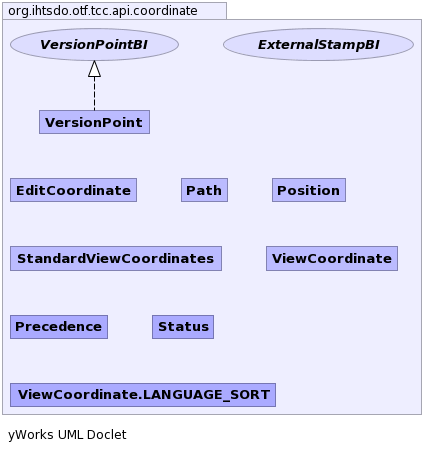 org.ihtsdo.otf.tcc.api.coordinate
VersionPointBI ExternalStampBI
VersionPoint
EditCoordinate Path Position
StandardViewCoordinates ViewCoordinate
Precedence Status
ViewCoordinate.LANGUAGE_SORT
yWorks UML Doclet